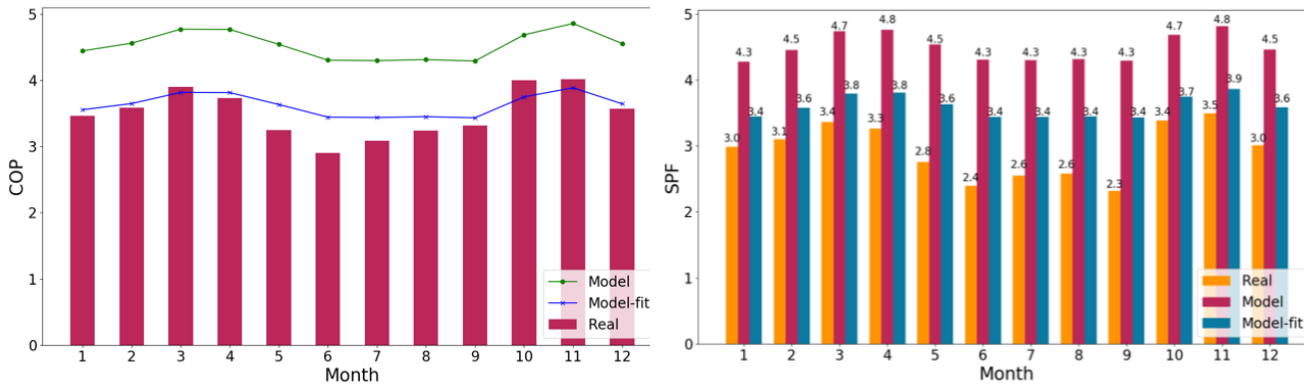 5
4
3
2
1
0
COP
1 2 3 4 5 6 7 8 9 10 11 12
Month
Model
Model-fit
Real
5
4
3
2
1
0
SPF
3.0 4.3 3.4
3.1 4.5 3.6
3.4 4.7 3.8
3.3 4.8 3.8
2.8 4.5 3.6
2.4 4.3 3.4
2.6 4.3 3.4
2.6 4.3 3.4
2.3 4.3 3.4
3.4 4.7 3.7
3.5 4.8 3.9
3.0 4.5 3.6
1 2 3 4 5 6 7 8 9 10 11 12
Month
Real
Model
Model-fit